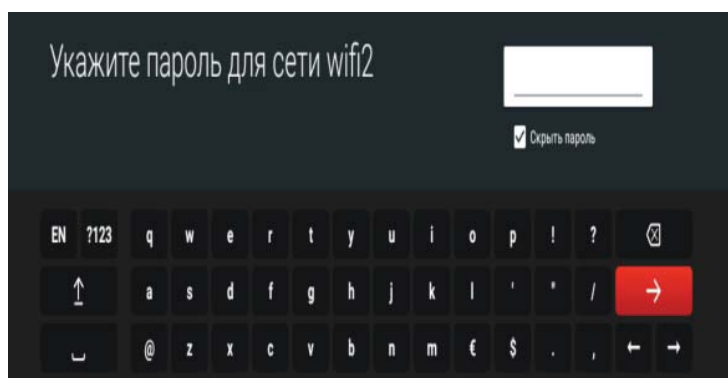 Укажите пароль для сети wifi2
Скрыть пароль
EN ?123 q w e r t y u i o p ! ?
a s d f g h j k l ' " / →
@ z x c v b n m € $ . , ← →